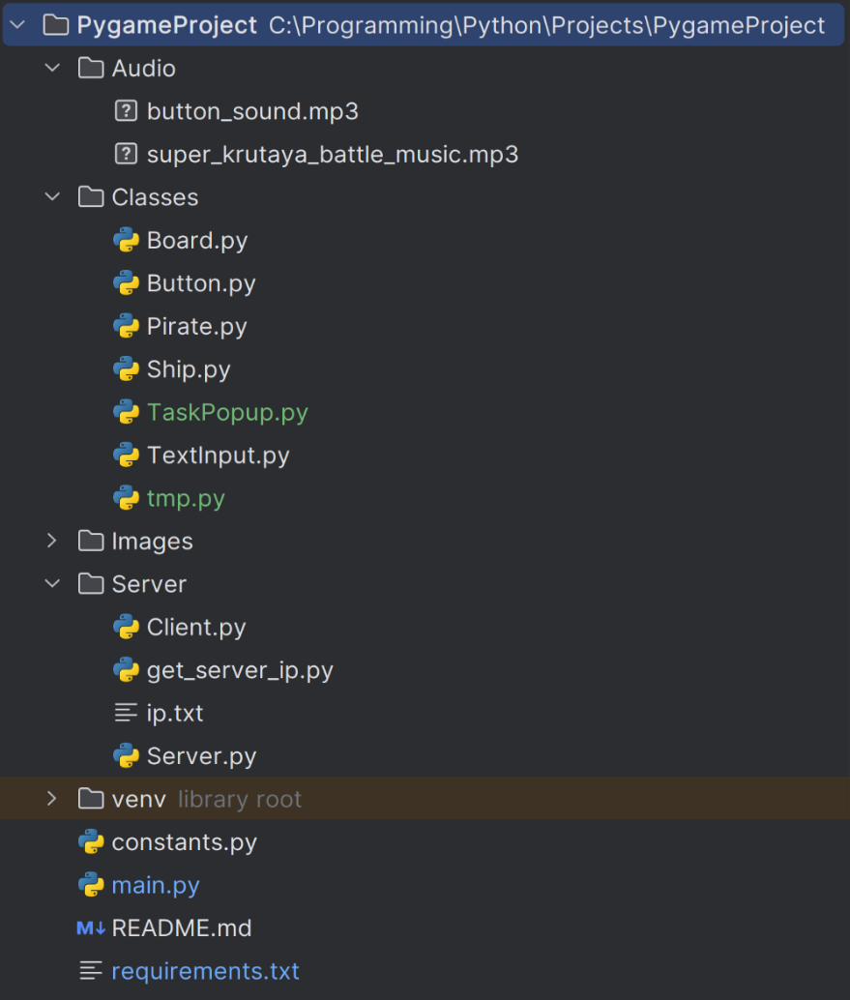 PygameProject C:\Programming\Python\Projects\PygameProject
Audio
button_sound.mp3
super_krutaya_battle_music.mp3
Classes
Board.py
Button.py
Pirate.py
Ship.py
TaskPopup.py
TextInput.py
tmp.py
Images
Server
Client.py
get_server_ip.py
ip.txt
Server.py
venv library root
constants.py
main.py
M↓ README.md
requirements.txt